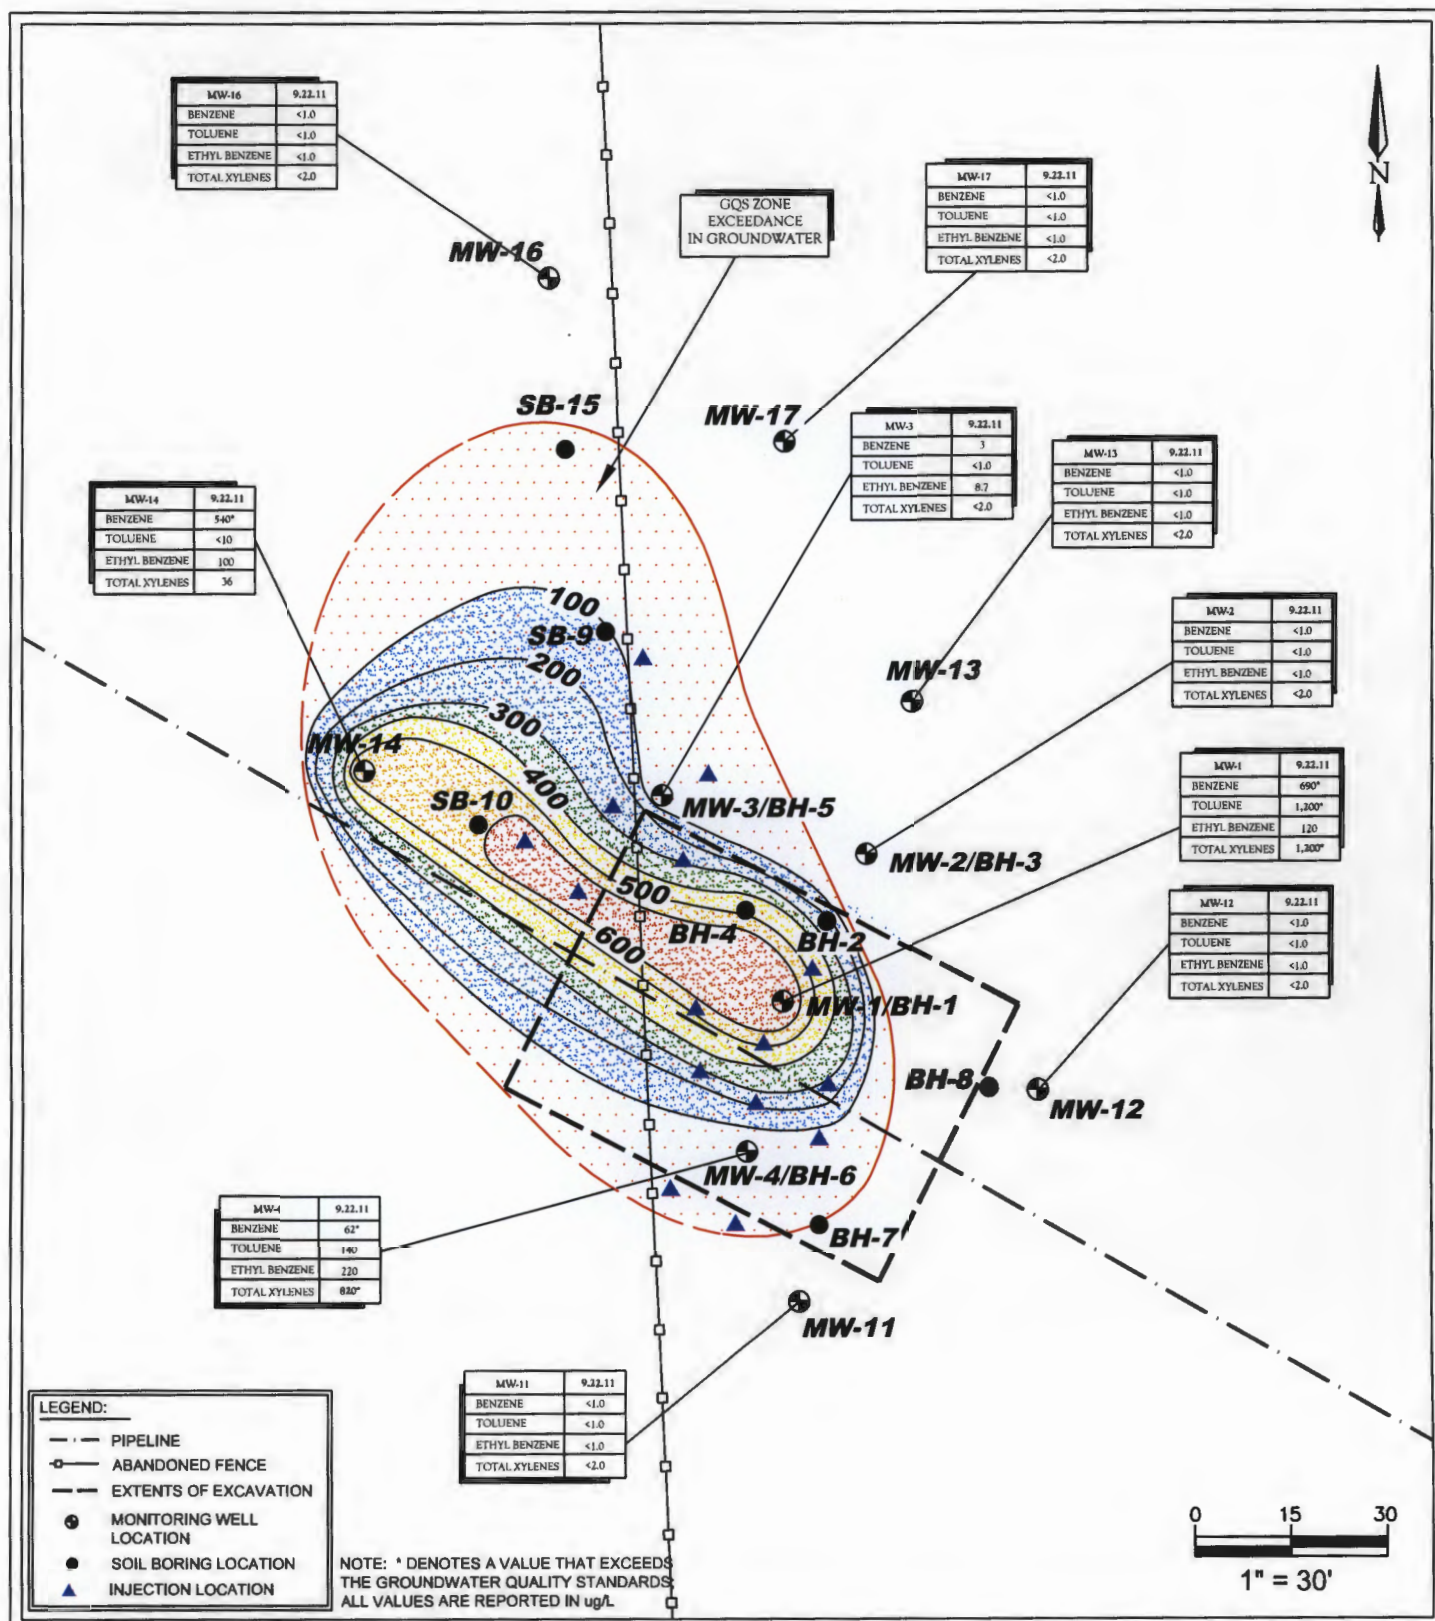 MW-16 9.22.11
BENZENE <1.0
TOLUENE <1.0
ETHYL BENZENE <1.0
TOTAL XYLENES <2.0
N
MW-17 9.22.11
BENZENE <1.0
TOLUENE <1.0
ETHYL BENZENE <1.0
TOTAL XYLENES <2.0
GQS ZONE
EXCEEDANCE
IN GROUNDWATER
MW-16
SB-15
MW-17
MW-3 9.22.11
BENZENE 3
TOLUENE <1.0
ETHYL BENZENE 8.7
TOTAL XYLENES <2.0
MW-13 9.22.11
BENZENE <1.0
TOLUENE <1.0
ETHYL BENZENE <1.0
TOTAL XYLENES <2.0
MW-14 9.22.11
BENZENE 540*
TOLUENE <10
ETHYL BENZENE 100
TOTAL XYLENES 36
100
SB-9
200
MW-2 9.22.11
BENZENE <1.0
TOLUENE <1.0
ETHYL BENZENE <1.0
TOTAL XYLENES <2.0
MW-13
300
MW-14
400
SB-10
MW-3/BH-5
MW-1 9.22.11
BENZENE 690*
TOLUENE 1,200*
ETHYL BENZENE 120
TOTAL XYLENES 1,200*
MW-2/BH-3
500
BH-4
BH-2
600
MW-12 9.22.11
BENZENE <1.0
TOLUENE <1.0
ETHYL BENZENE <1.0
TOTAL XYLENES <2.0
MW-1/BH-1
BH-8
MW-12
MW-4/BH-6
MW-4 9.22.11
BENZENE 62*
TOLUENE 140
ETHYL BENZENE 220
TOTAL XYLENES 820*
BH-7
MW-11
MW-11 9.22.11
BENZENE <1.0
TOLUENE <1.0
ETHYL BENZENE <1.0
TOTAL XYLENES <2.0
LEGEND:
PIPELINE
ABANDONED FENCE
EXTENTS OF EXCAVATION
MONITORING WELL
LOCATION
SOIL BORING LOCATION
INJECTION LOCATION
NOTE: * DENOTES A VALUE THAT EXCEEDS
THE GROUNDWATER QUALITY STANDARDS
ALL VALUES ARE REPORTED IN ug/L
0 15 30
1" = 30'